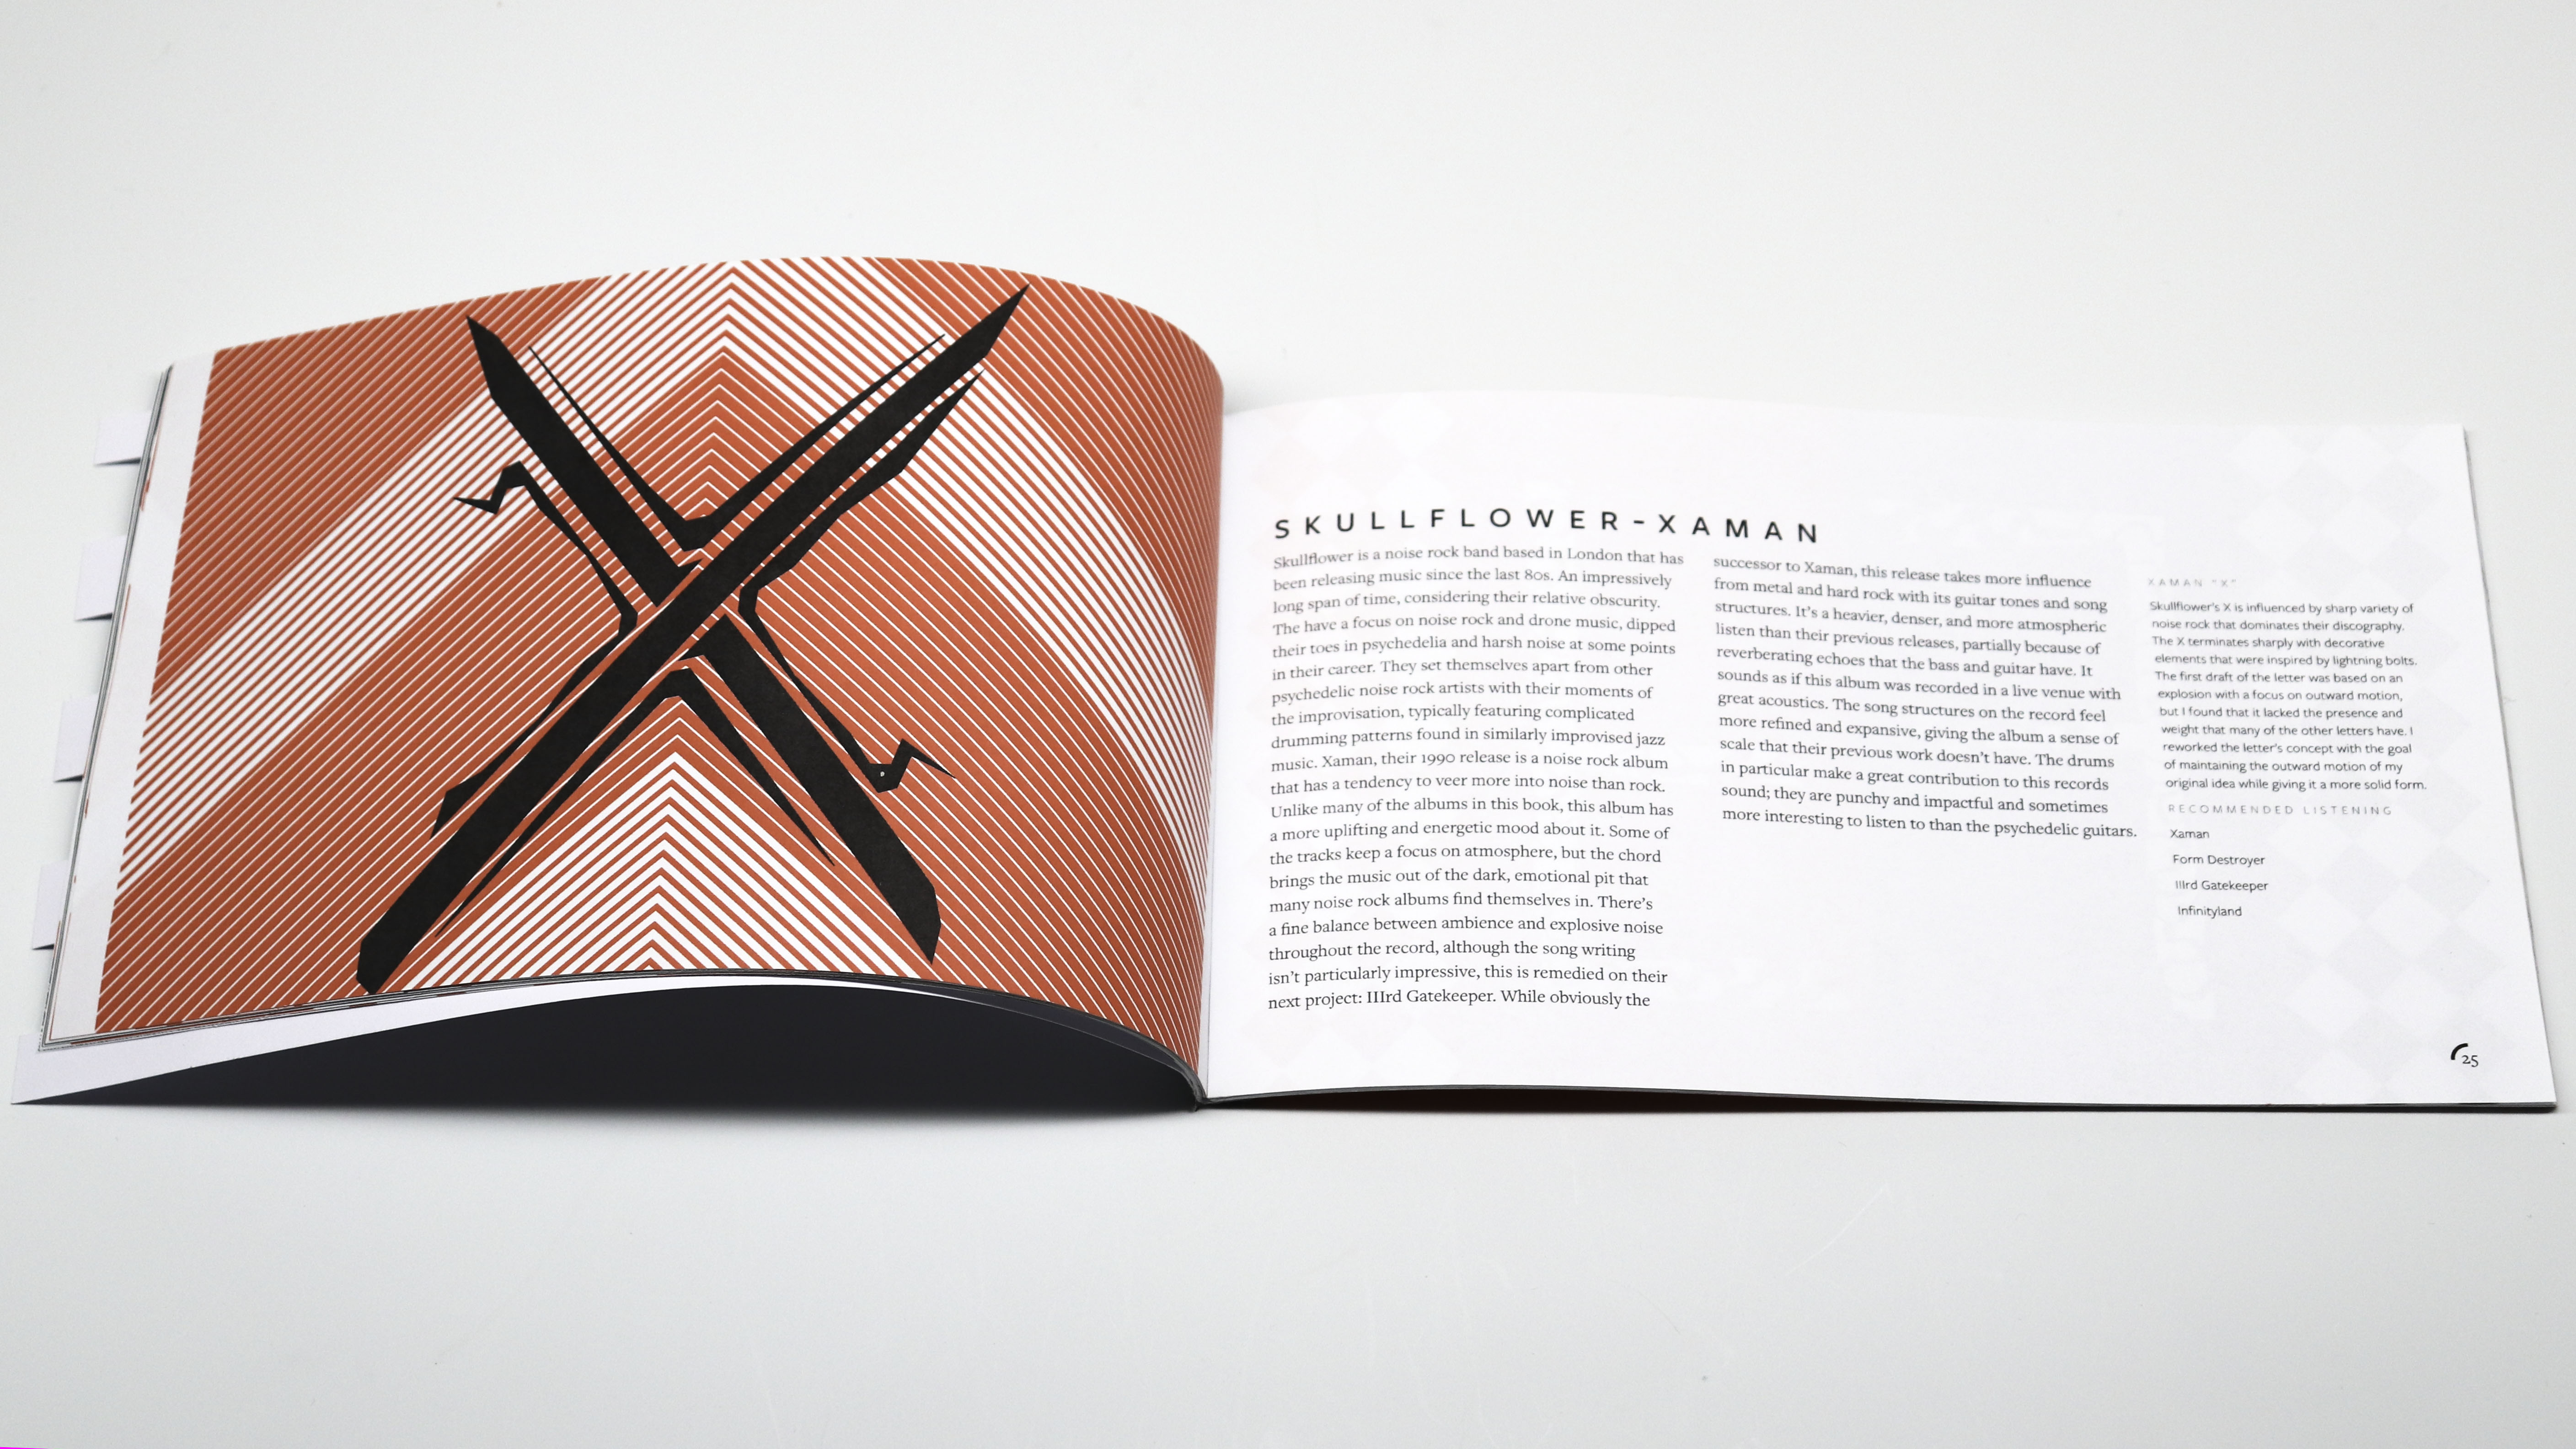 SKULLFLOWER-XAMAN
Skullflower is a noise rock band based in London that has
been releasing music since the last 80s. An impressively
long span of time, considering their relative obscurity.
The have a focus on noise rock and drone music, dipped
their toes in psychedelia and harsh noise at some points
in their career. They set themselves apart from other
psychedelic noise rock artists with their moments of
the improvisation, typically featuring complicated
drumming patterns found in similarly improvised jazz
music. Xaman, their 1990 release is a noise rock album
that has a tendency to veer more into noise than rock.
Unlike many of the albums in this book, this album has
a more uplifting and energetic mood about it. Some of
the tracks keep a focus on atmosphere, but the chord
brings the music out of the dark, emotional pit that
many noise rock albums find themselves in. There's
a fine balance between ambience and explosive noise
throughout the record, although the song writing
isn't particularly impressive, this is remedied on their
next project: IIIrd Gatekeeper. While obviously the
successor to Xaman, this release takes more influence
from metal and hard rock with its guitar tones and song
structures. It's a heavier, denser, and more atmospheric
listen than their previous releases, partially because of
reverberating echoes that the bass and guitar have. It
sounds as if this album was recorded in a live venue with
great acoustics. The song structures on the record feel
more refined and expansive, giving the album a sense of
scale that their previous work doesn't have. The drums
in particular make a great contribution to this records
sound; they are punchy and impactful and sometimes
more interesting to listen to than the psychedelic guitars.
XAMAN "X"
Skullflower's X is influenced by sharp variety of
noise rock that dominates their discography.
The X terminates sharply with decorative
elements that were inspired by lightning bolts.
The first draft of the letter was based on an
explosion with a focus on outward motion,
but I found that it lacked the presence and
weight that many of the other letters have. I
reworked the letter's concept with the goal
of maintaining the outward motion of my
original idea while giving it a more solid form.
RECOMMENDED LISTENING
Xaman
Form Destroyer
IIIrd Gatekeeper
Infinityland
25